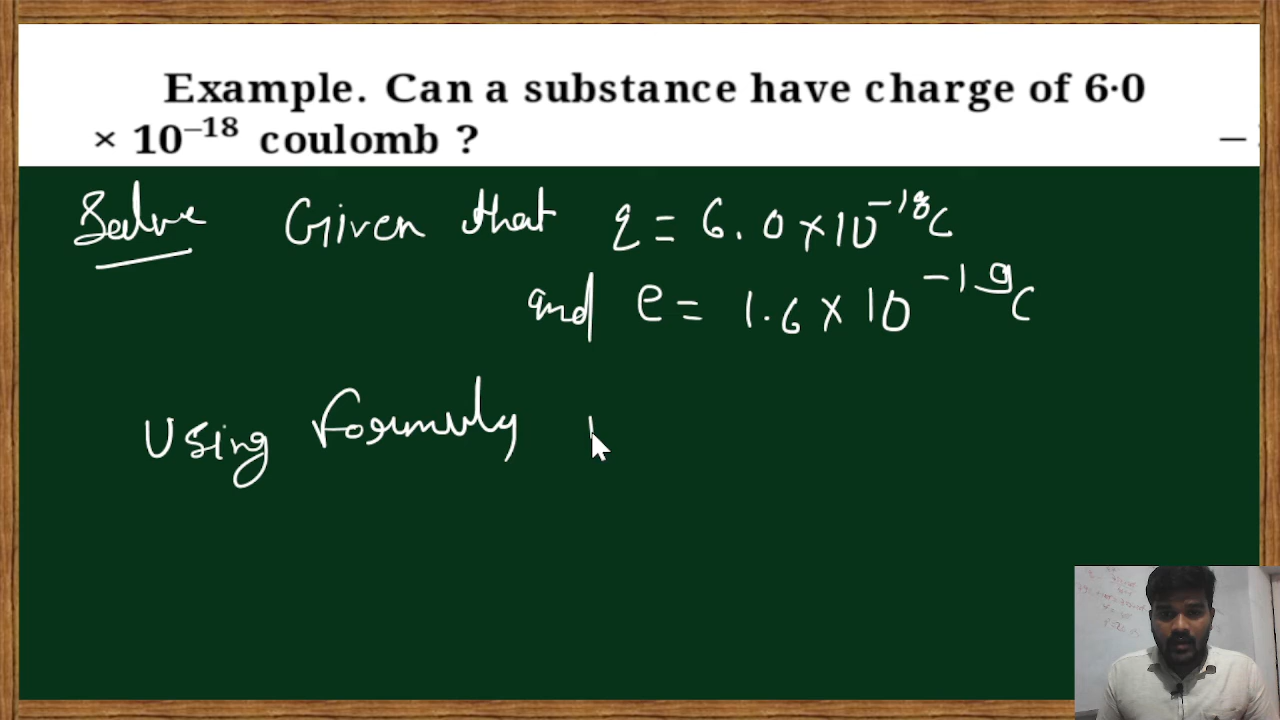 Example. Can a substance have charge of 6·0
× 10⁻¹⁸ coulomb ?
Solve Given that q = 6.0 × 10⁻¹⁸ C
and e = 1.6 × 10⁻¹⁹ C
Using formula